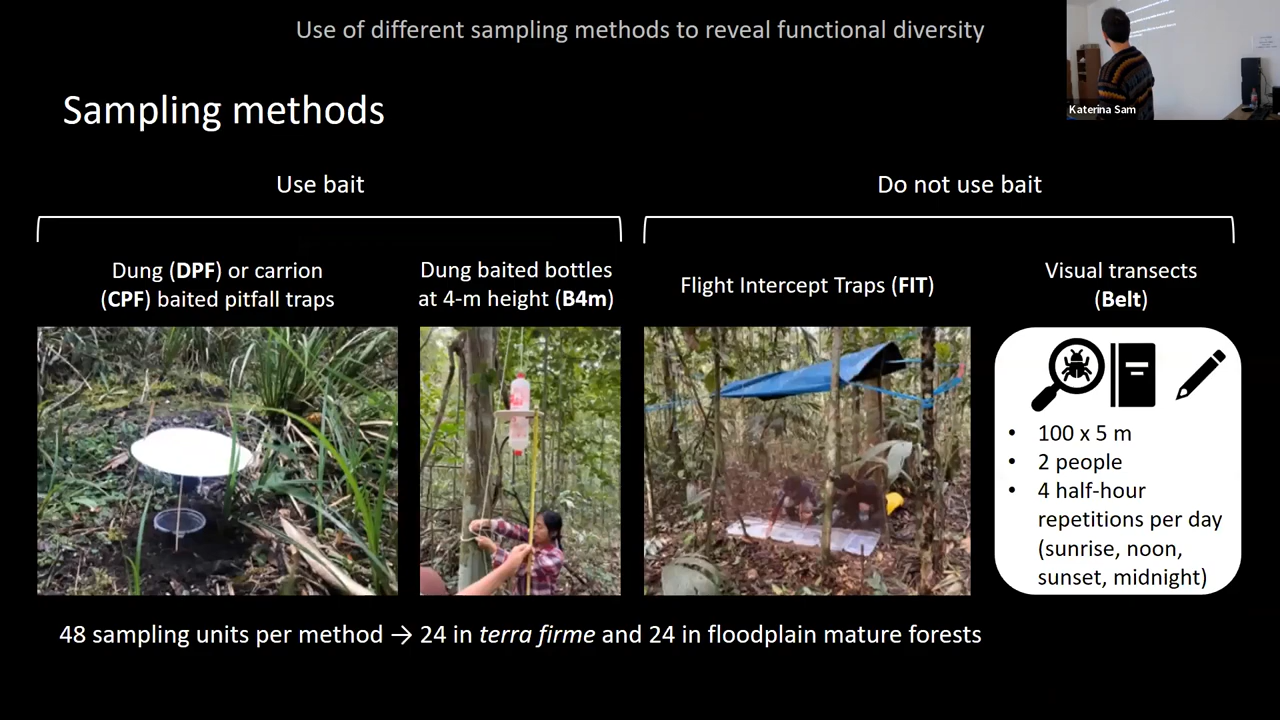 Use of different sampling methods to reveal functional diversity
Katerina Sam
Sampling methods
Use bait
Do not use bait
Dung (DPF) or carrion
(CPF) baited pitfall traps
Dung baited bottles
at 4-m height (B4m)
Flight Intercept Traps (FIT)
Visual transects
(Belt)
• 100 x 5 m
• 2 people
• 4 half-hour
repetitions per day
(sunrise, noon,
sunset, midnight)
48 sampling units per method → 24 in terra firme and 24 in floodplain mature forests